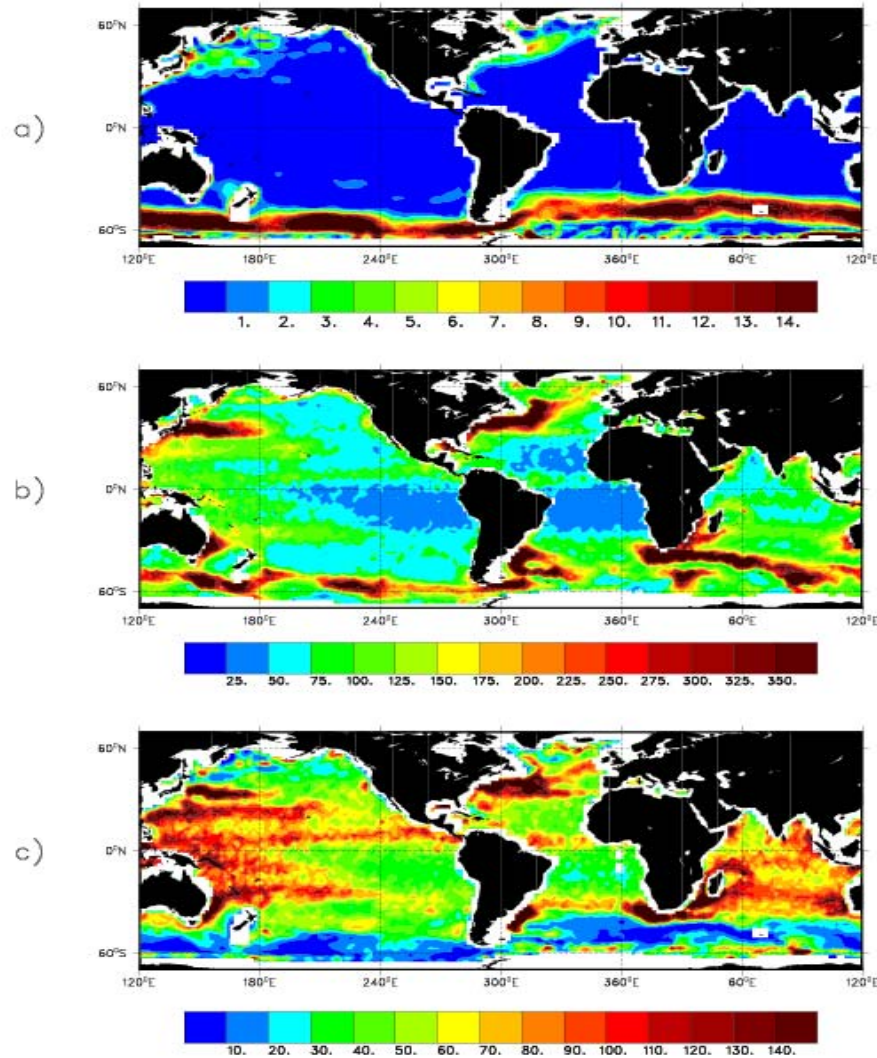 a)
60°N
0°N
60°S
120°E 180°E 240°E 300°E 360°E 60°E 120°E
1. 2. 3. 4. 5. 6. 7. 8. 9. 10. 11. 12. 13. 14.
b)
60°N
0°N
60°S
120°E 180°E 240°E 300°E 360°E 60°E 120°E
25. 50. 75. 100. 125. 150. 175. 200. 225. 250. 275. 300. 325. 350.
c)
60°N
0°N
60°S
120°E 180°E 240°E 300°E 360°E 60°E 120°E
10. 20. 30. 40. 50. 60. 70. 80. 90. 100. 110. 120. 130. 140.